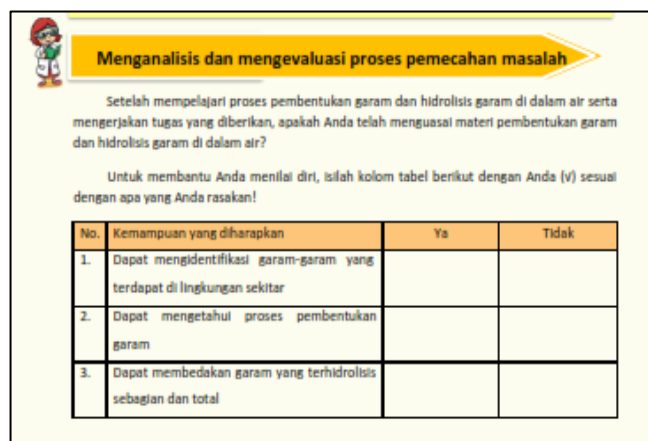 Menganalisis dan mengevaluasi proses pemecahan masalah
Setelah mempelajari proses pembentukan garam dan hidrolisis garam di dalam air serta
mengerjakan tugas yang diberikan, apakah Anda telah menguasai materi pembentukan garam
dan hidrolisis garam di dalam air?
Untuk membantu Anda menilai diri, isilah kolom tabel berikut dengan Anda (v) sesuai
dengan apa yang Anda rasakan!
No. Kemampuan yang diharapkan Ya Tidak
1. Dapat mengidentifikasi garam-garam yang
terdapat di lingkungan sekitar
2. Dapat mengetahui proses pembentukan
garam
3. Dapat membedakan garam yang terhidrolisis
sebagian dan total